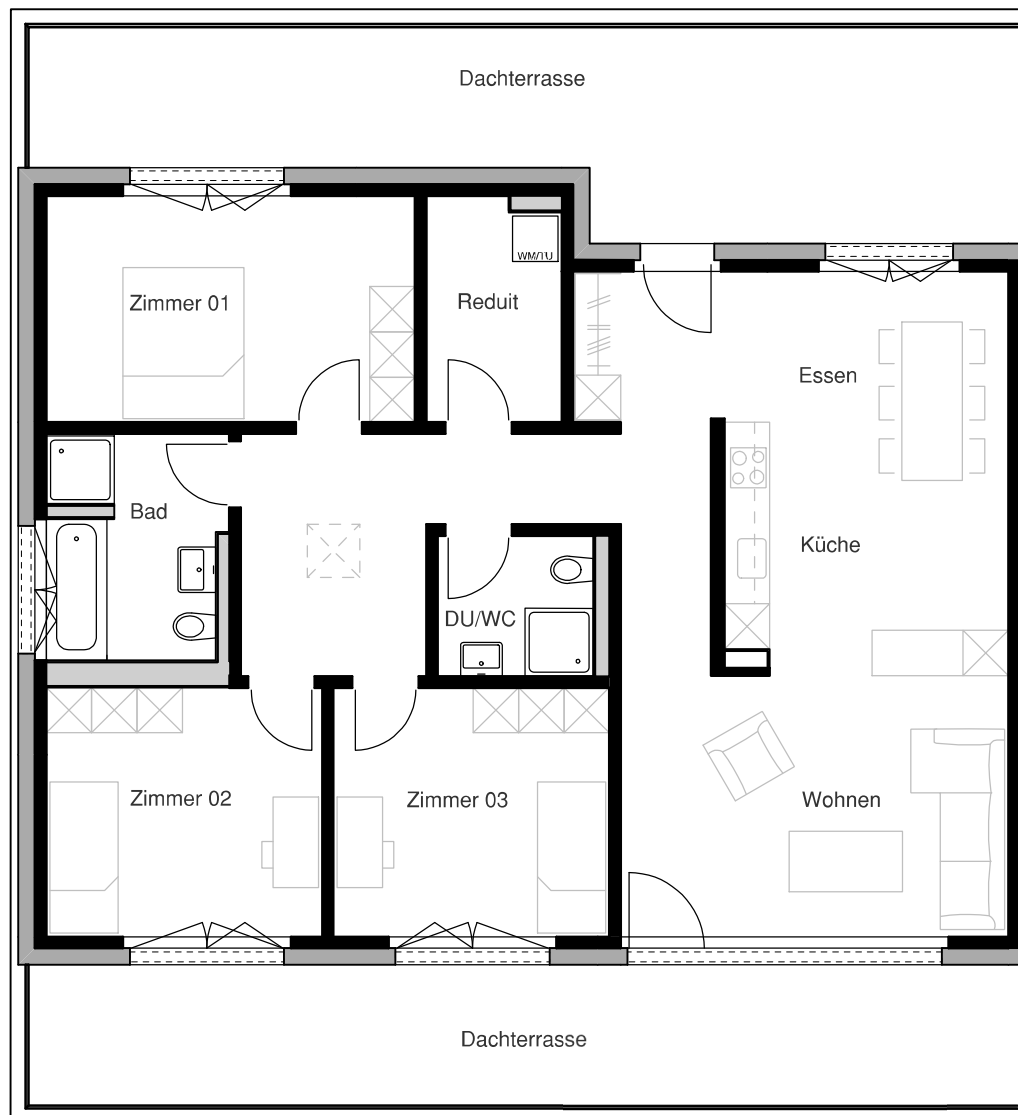 Dachterrasse
WM/TU
Zimmer 01
Reduit
Essen
Bad
Küche
DU/WC
Zimmer 02
Zimmer 03
Wohnen
Dachterrasse